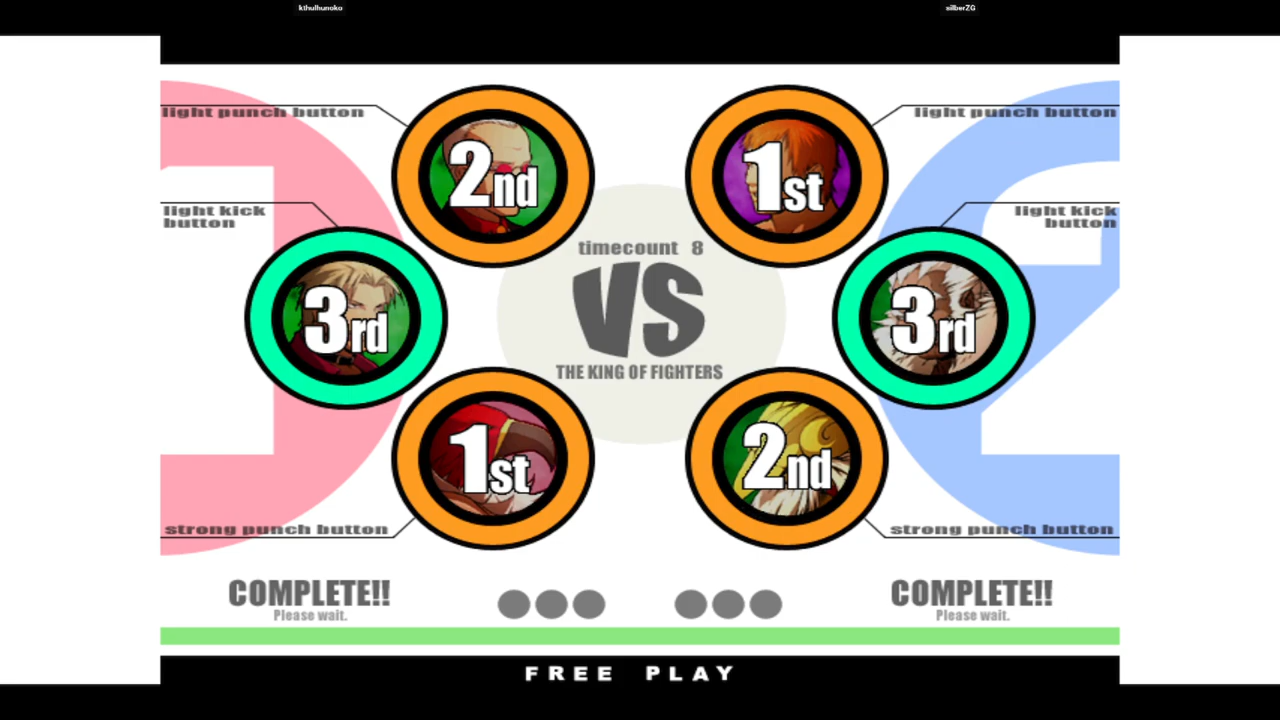 kthulhunoko
silberZG
light punch button
light punch button
2nd
1st
light kick
button
light kick
button
timecount 8
VS
THE KING OF FIGHTERS
3rd
3rd
1st
2nd
strong punch button
strong punch button
COMPLETE!!
Please wait.
COMPLETE!!
Please wait.
FREE PLAY